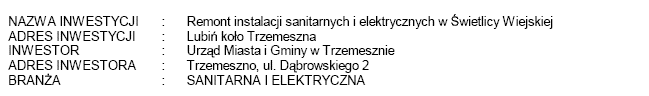 NAZWA INWESTYCJI : Remont instalacji sanitarnych i elektrycznych w Świetlicy Wiejskiej
ADRES INWESTYCJI : Lubiń koło Trzemeszna
INWESTOR : Urząd Miasta i Gminy w Trzemesznie
ADRES INWESTORA : Trzemeszno, ul. Dąbrowskiego 2
BRANŻA : SANITARNA I ELEKTRYCZNA